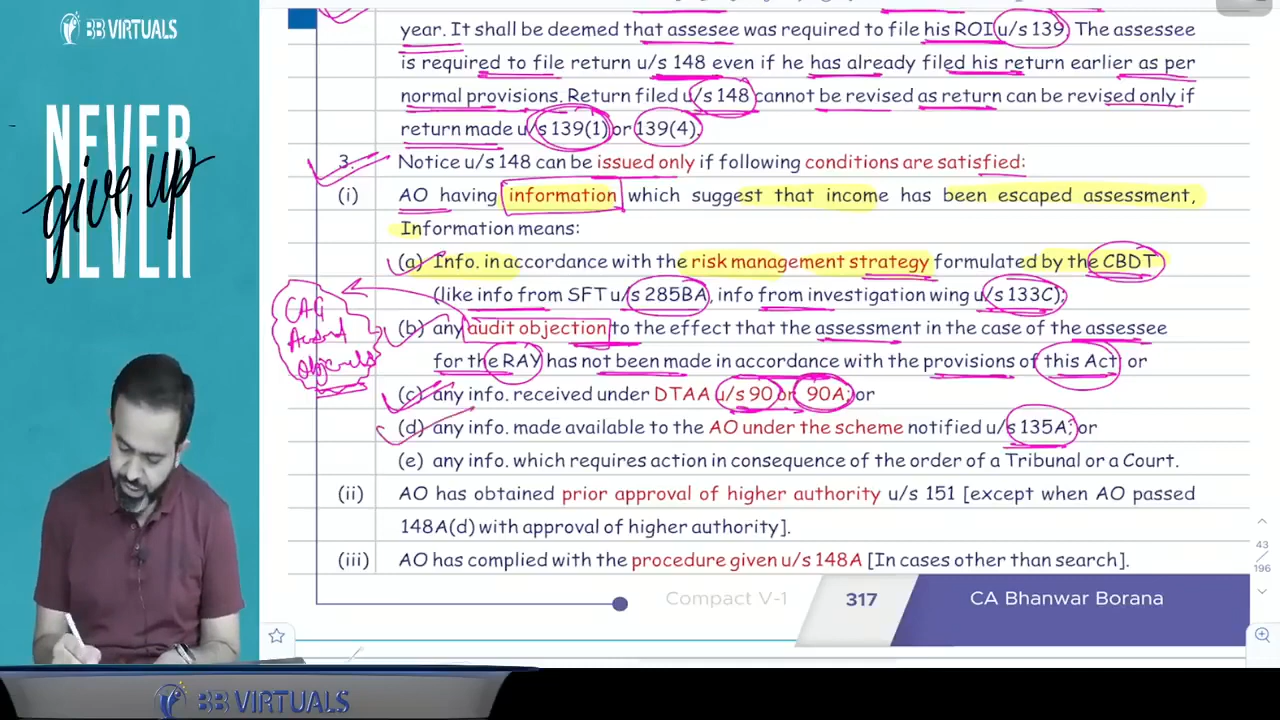 BB VIRTUALS
NEVER
give up
NEVER
year. It shall be deemed that assesee was required to file his ROI u/s 139. The assessee
is required to file return u/s 148 even if he has already filed his return earlier as per
normal provisions. Return filed u/s 148 cannot be revised as return can be revised only if
return made u/s 139(1) or 139(4).
3. Notice u/s 148 can be issued only if following conditions are satisfied:
(i) AO having information which suggest that income has been escaped assessment,
Information means:
(a) Info. in accordance with the risk management strategy formulated by the CBDT
(like info from SFT u/s 285BA, info from investigation wing u/s 133C);
(b) any audit objection to the effect that the assessment in the case of the assessee
for the RAY has not been made in accordance with the provisions of this Act or
(c) any info. received under DTAA u/s 90 or 90A; or
(d) any info. made available to the AO under the scheme notified u/s 135A; or
(e) any info. which requires action in consequence of the order of a Tribunal or a Court.
(ii) AO has obtained prior approval of higher authority u/s 151 [except when AO passed
148A(d) with approval of higher authority].
(iii) AO has complied with the procedure given u/s 148A [In cases other than search].
CAG
Compact V-1 317 CA Bhanwar Borana
43
196
BB VIRTUALS